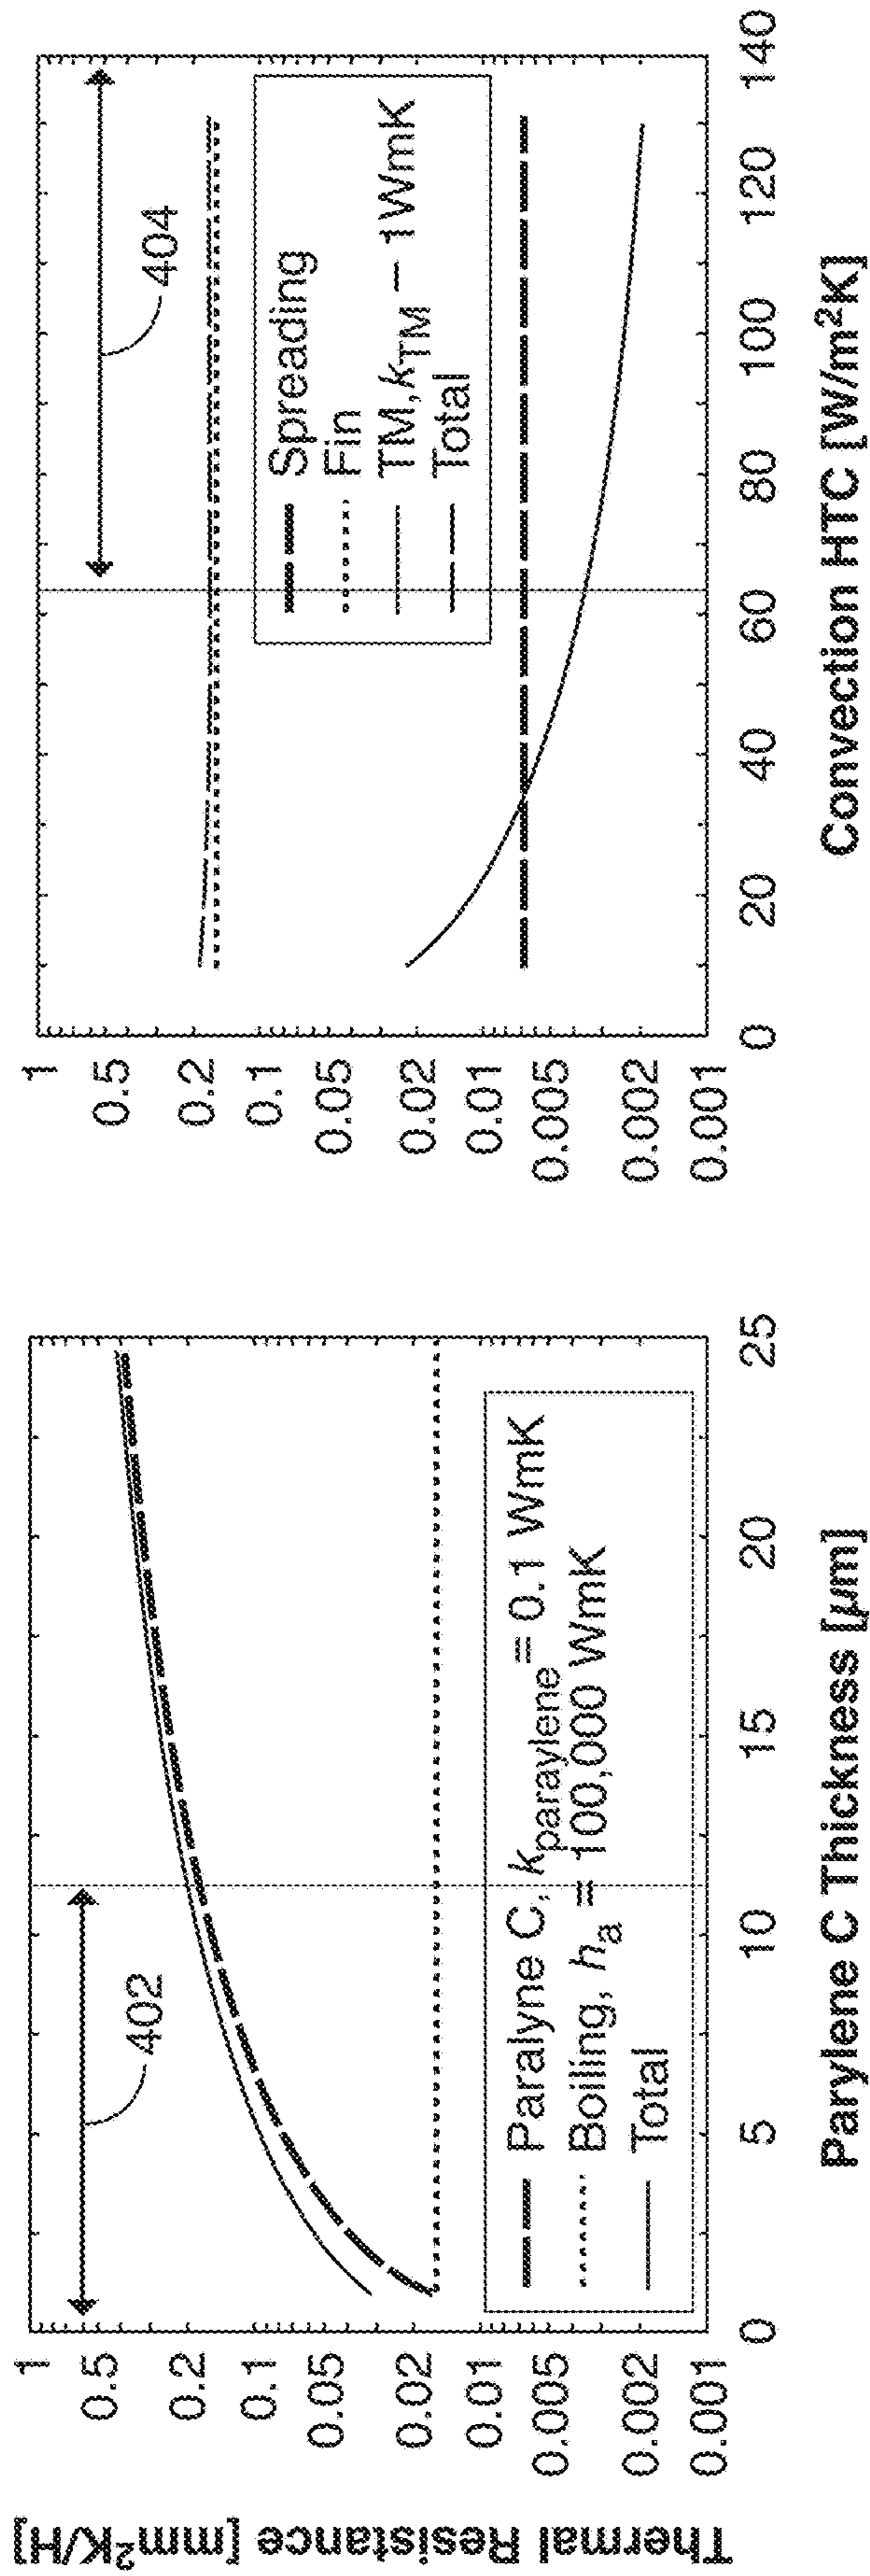 Thermal Resistance [mm²K/H]
1
0.5
0.2
0.1
0.05
0.02
0.01
0.005
0.002
0.001
402
Paralyne C, kparaylene = 0.1 WmK
Boiling, ha = 100,000 WmK
Total
0 5 10 15 20 25
Parylene C Thickness [µm]
1
0.5
0.2
0.1
0.05
0.02
0.01
0.005
0.002
0.001
404
Spreading
Fin
TM, kTM – 1WmK
Total
0 20 40 60 80 100 120 140
Convection HTC [W/m²K]